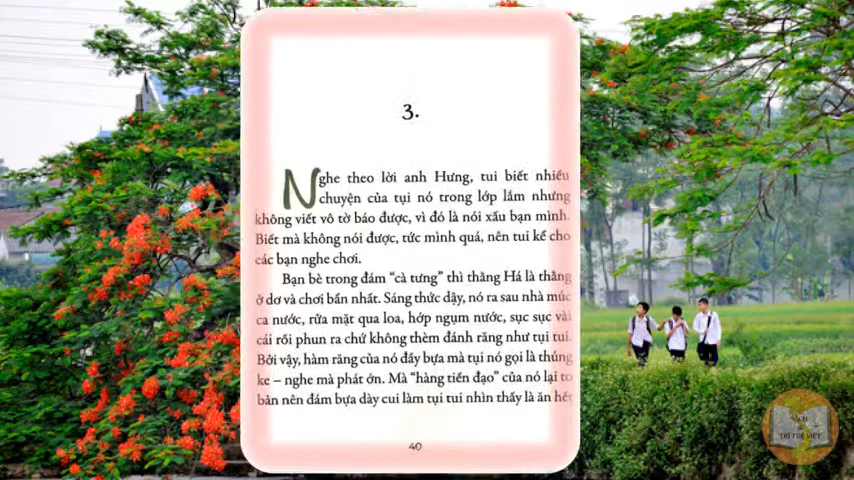 3.
Nghe theo lời anh Hưng, tui biết nhiều
chuyện của tụi nó trong lớp lắm nhưng
không viết vô tờ báo được, vì đó là nói xấu bạn mình.
Biết mà không nói được, tức mình quá, nên tui kể cho
các bạn nghe chơi.
Bạn bè trong đám “cà tưng” thì thằng Há là thằng
ở dơ và chơi bẩn nhất. Sáng thức dậy, nó ra sau nhà múc
ca nước, rửa mặt qua loa, hớp ngụm nước, sục sục vài
cái rồi phun ra chứ không thèm đánh răng như tụi tui.
Bởi vậy, hàm răng của nó đầy bựa mà tụi nó gọi là thúng
ke – nghe mà phát ớn. Mà “hàng tiền đạo” của nó lại to
bản nên đám bựa dày cui làm tụi tui nhìn thấy là ăn hết
40
SÁCH
&
TRÍ TUỆ VIỆT